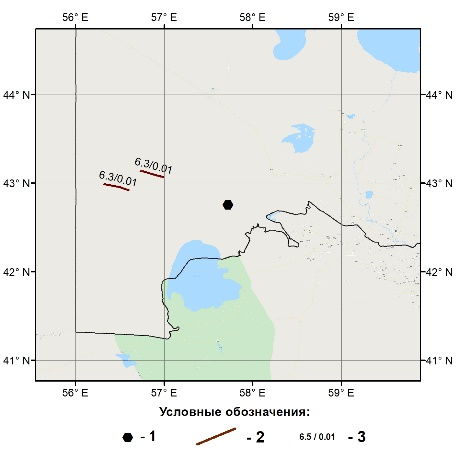 56° E 57° E 58° E 59° E
44° N 44° N
6.3/0.01
43° N 43° N
6.3/0.01
42° N 42° N
41° N 41° N
56° E 57° E 58° E 59° E
Условные обозначения:
- 1 - 2 6.5 / 0.01 - 3